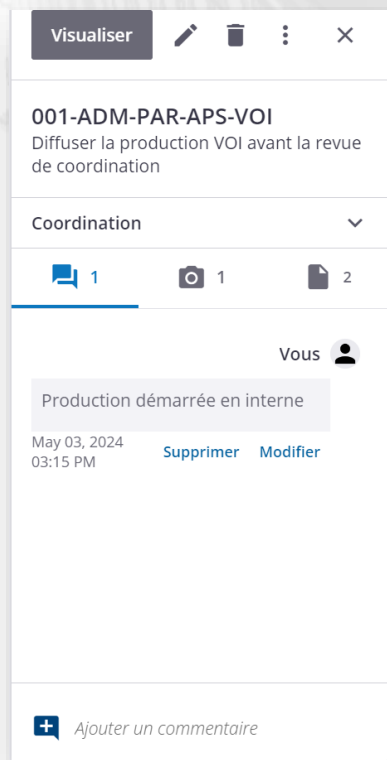 Visualiser
001-ADM-PAR-APS-VOI
Diffuser la production VOI avant la revue
de coordination
Coordination
1 1 2
Vous
Production démarrée en interne
May 03, 2024
03:15 PM
Supprimer Modifier
Ajouter un commentaire